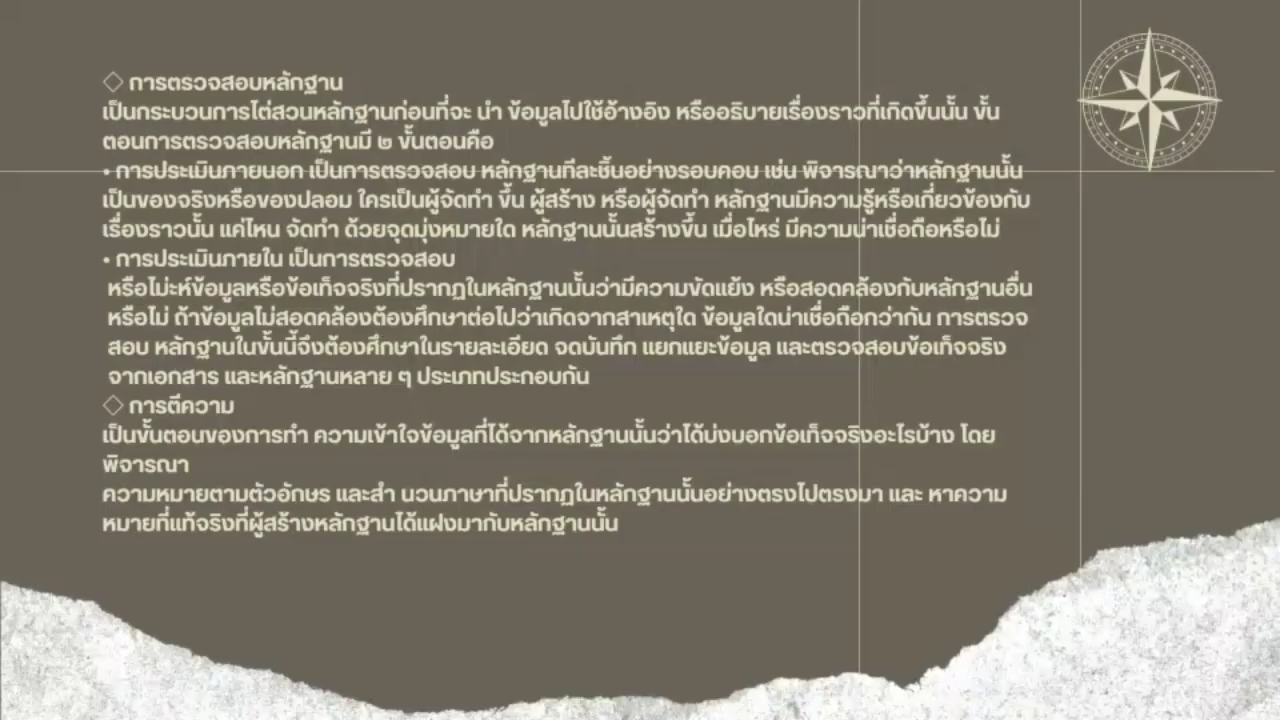 ◇ การตรวจสอบหลักฐาน
เป็นกระบวนการไต่สวนหลักฐานก่อนที่จะ นำ ข้อมูลไปใช้อ้างอิง หรืออธิบายเรื่องราวที่เกิดขึ้นนั้น ขั้น
ตอนการตรวจสอบหลักฐานมี ๒ ขั้นตอนคือ
• การประเมินภายนอก เป็นการตรวจสอบ หลักฐานทีละชิ้นอย่างรอบคอบ เช่น พิจารณาว่าหลักฐานนั้น
เป็นของจริงหรือของปลอม ใครเป็นผู้จัดทำ ขึ้น ผู้สร้าง หรือผู้จัดทำ หลักฐานมีความรู้หรือเกี่ยวข้องกับ
เรื่องราวนั้น แค่ไหน จัดทำ ด้วยจุดมุ่งหมายใด หลักฐานนั้นสร้างขึ้น เมื่อไหร่ มีความน่าเชื่อถือหรือไม่
• การประเมินภายใน เป็นการตรวจสอบ
หรือไม่ะห์ข้อมูลหรือข้อเท็จจริงที่ปรากฏในหลักฐานนั้นว่ามีความขัดแย้ง หรือสอดคล้องกับหลักฐานอื่น
หรือไม่ ถ้าข้อมูลไม่สอดคล้องต้องศึกษาต่อไปว่าเกิดจากสาเหตุใด ข้อมูลใดน่าเชื่อถือกว่ากัน การตรวจ
สอบ หลักฐานในขั้นนี้จึงต้องศึกษาในรายละเอียด จดบันทึก แยกแยะข้อมูล และตรวจสอบข้อเท็จจริง
จากเอกสาร และหลักฐานหลาย ๆ ประเภทประกอบกัน
◇ การตีความ
เป็นขั้นตอนของการทำ ความเข้าใจข้อมูลที่ได้จากหลักฐานนั้นว่าได้บ่งบอกข้อเท็จจริงอะไรบ้าง โดย
พิจารณา
ความหมายตามตัวอักษร และสำ นวนภาษาที่ปรากฏในหลักฐานนั้นอย่างตรงไปตรงมา และ หาความ
หมายที่แท้จริงที่ผู้สร้างหลักฐานได้แฝงมากับหลักฐานนั้น